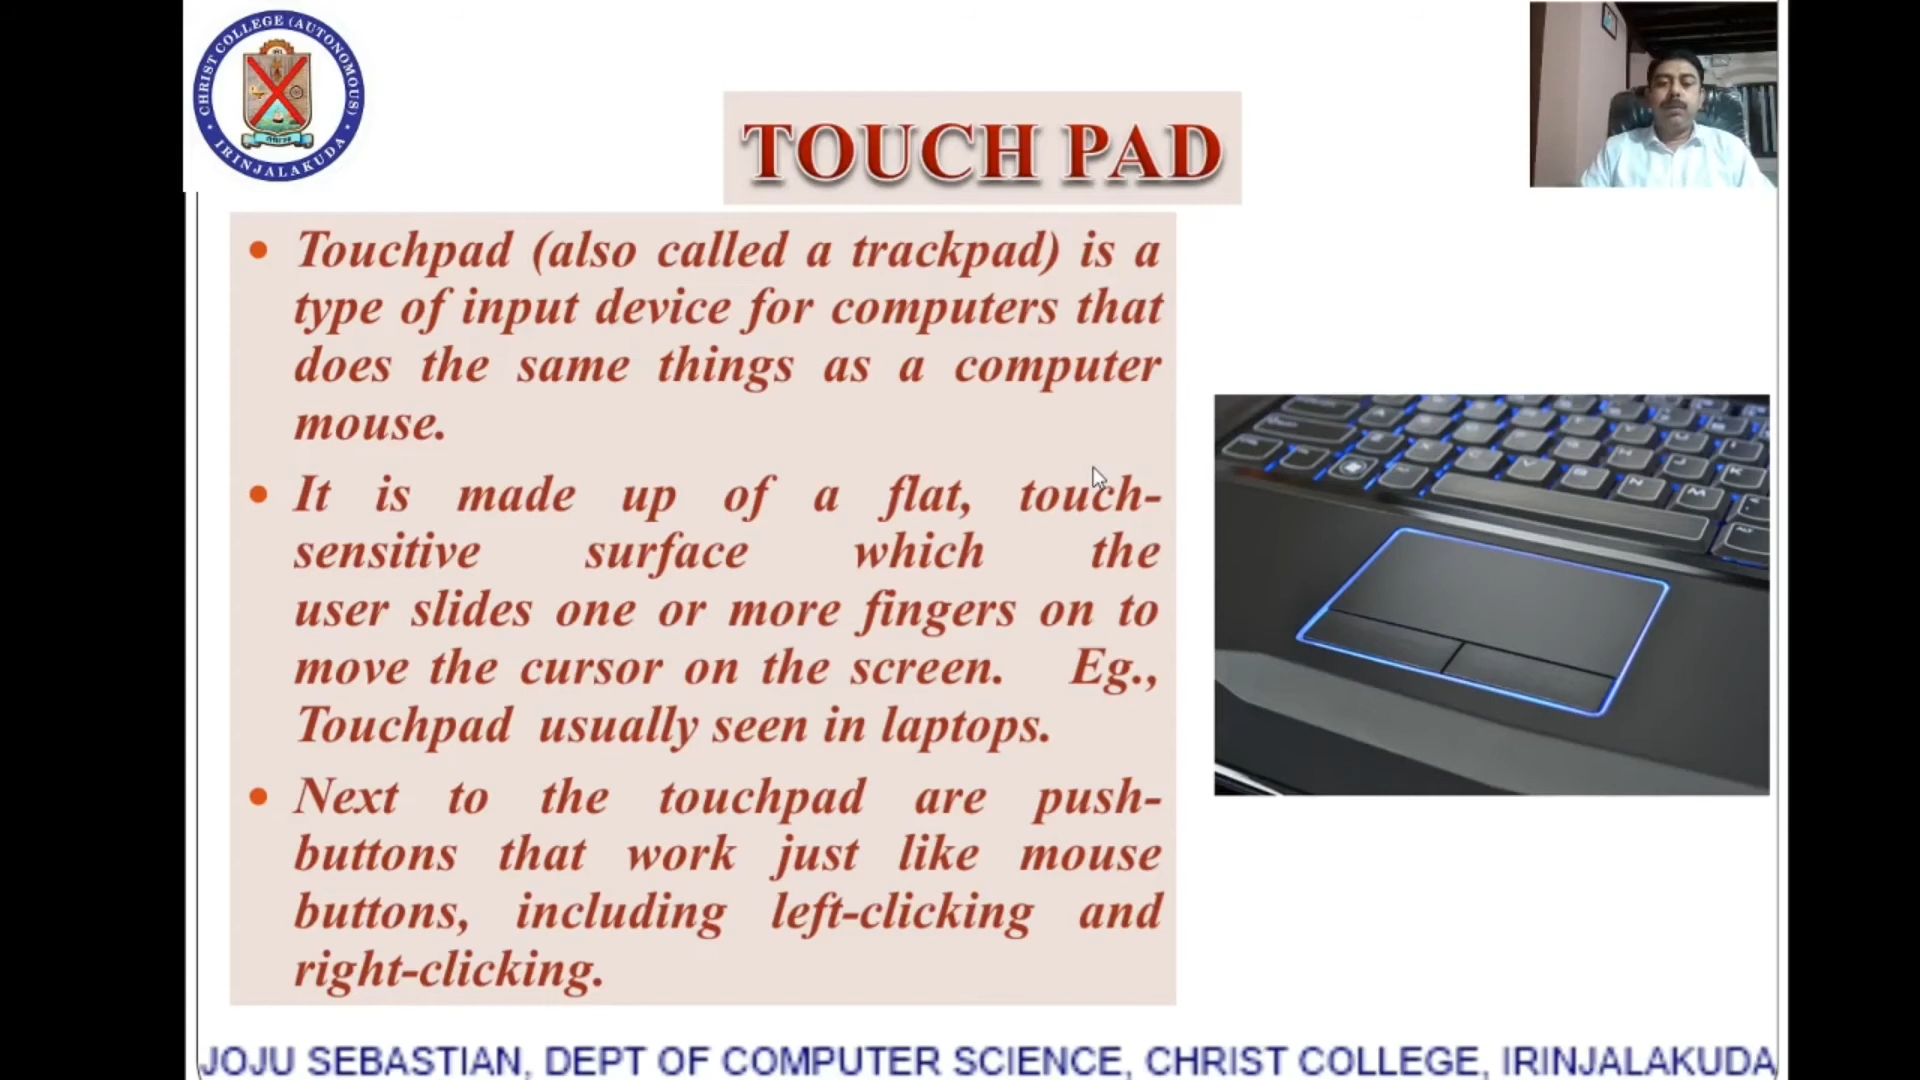 CHRIST COLLEGE (AUTONOMOUS)
IRINJALAKUDA
TOUCH PAD
Touchpad (also called a trackpad) is a
type of input device for computers that
does the same things as a computer
mouse.
It is made up of a flat, touch-
sensitive surface which the
user slides one or more fingers on to
move the cursor on the screen. Eg.,
Touchpad usually seen in laptops.
Next to the touchpad are push-
buttons that work just like mouse
buttons, including left-clicking and
right-clicking.
JOJU SEBASTIAN, DEPT OF COMPUTER SCIENCE, CHRIST COLLEGE, IRINJALAKUDA